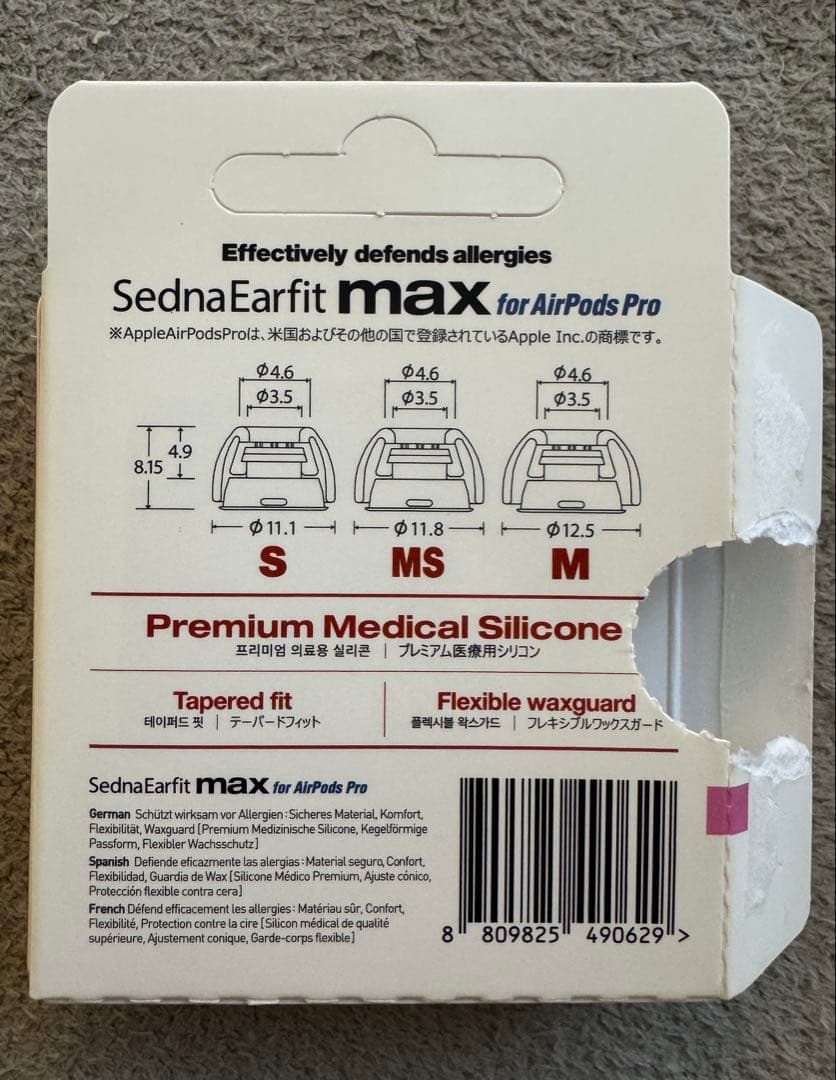 Effectively defends allergies
SednaEarfit max for AirPods Pro
※AppleAirPodsProは、米国およびその他の国で登録されているApple Inc.の商標です。
Φ4.6 Φ4.6 Φ4.6
Φ3.5 Φ3.5 Φ3.5
8.15 4.9
Φ11.1 Φ11.8 Φ12.5
S MS M
Premium Medical Silicone
프리미엄 의료용 실리콘 | プレミアム医療用シリコン
Tapered fit Flexible waxguard
테이퍼드 핏 | テーパードフィット 플렉시블 왁스가드 | フレキシブルワックスガード
SednaEarfit max for AirPods Pro
German Schützt wirksam vor Allergien : Sicheres Material, Komfort,
Flexibilität, Waxguard [Premium Medizinische Silicone, Kegelförmige
Passform, Flexibler Wachsschutz]
Spanish Defiende eficazmente las alergias : Material seguro, Confort,
Flexibilidad, Guardia de Wax [Silicone Médico Premium, Ajuste cónico,
Protección flexible contra cera]
French Défend efficacement les allergies : Matériau sûr, Confort,
Flexibilité, Protection contre la cire [Silicon médical de qualité
supérieure, Ajustement conique, Garde-corps flexible]
8 809825 490629 >